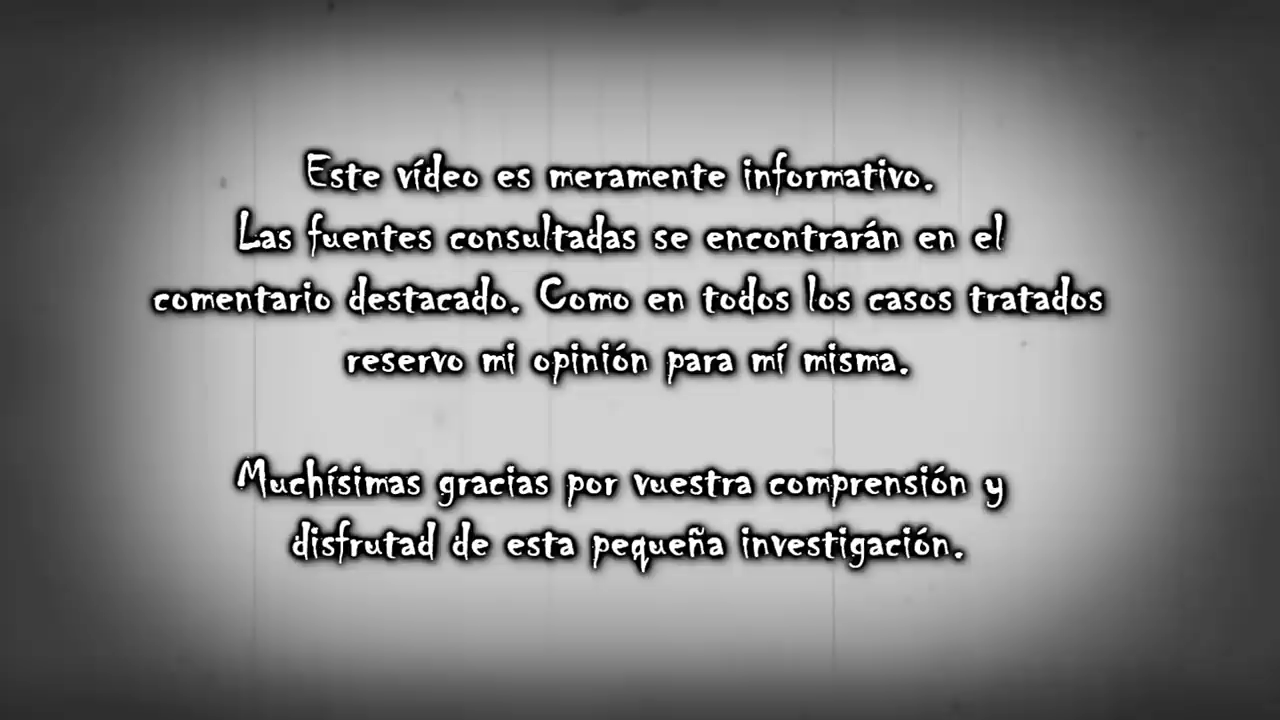 Este vídeo es meramente informativo.
Las fuentes consultadas se encontrarán en el
comentario destacado. Como en todos los casos tratados
reservo mi opinión para mí misma.
Muchísimas gracias por vuestra comprensión y
disfrutad de esta pequeña investigación.